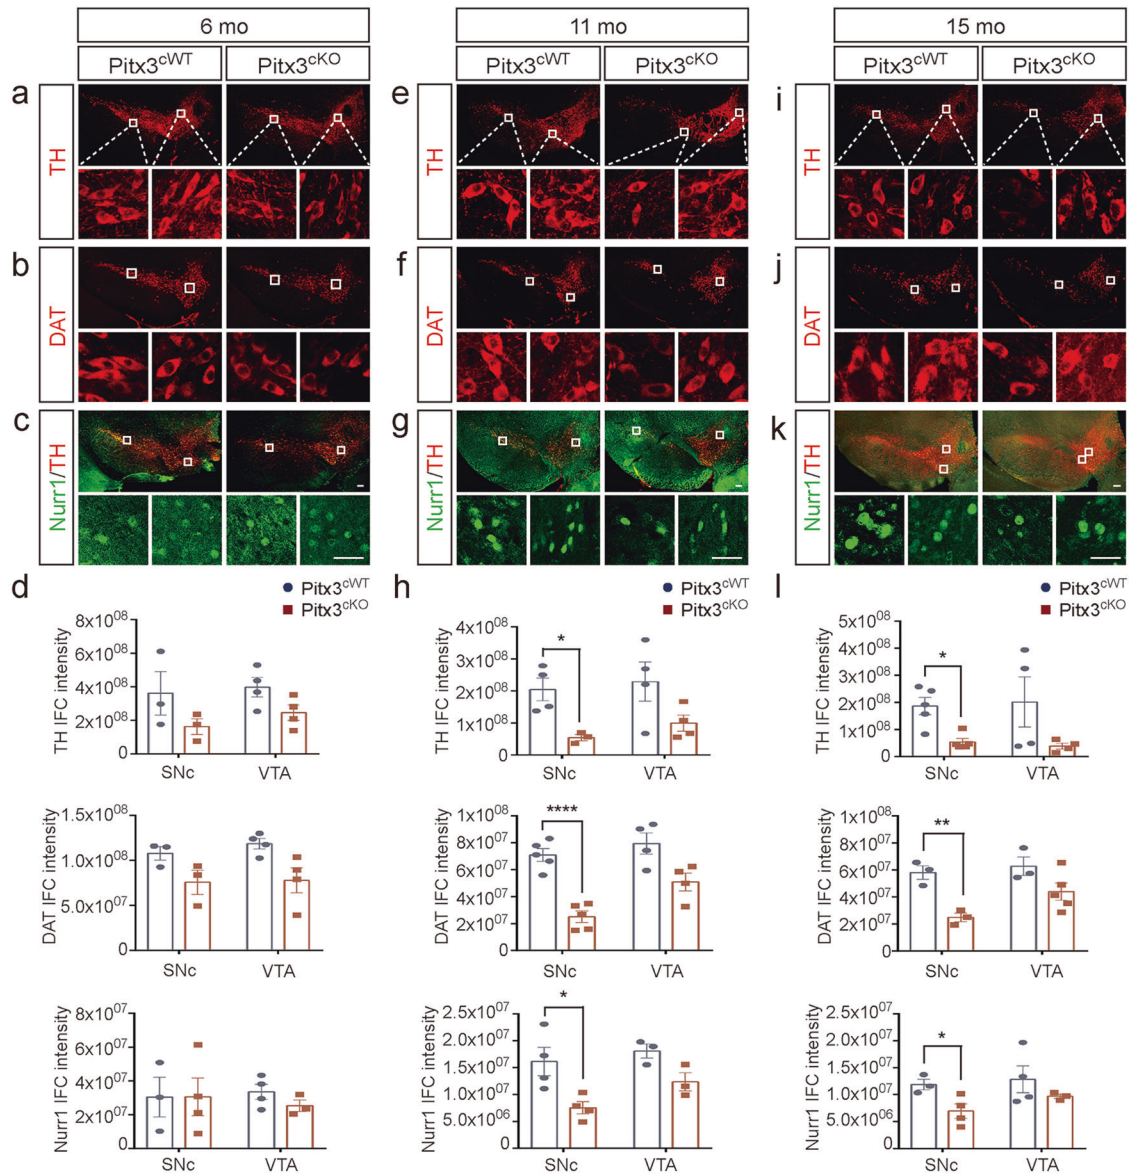 6 mo
11 mo
15 mo
Pitx3cWT
Pitx3cKO
Pitx3cWT
Pitx3cKO
Pitx3cWT
Pitx3cKO
a
TH
e
TH
i
TH
b
DAT
f
DAT
j
DAT
c
Nurr1/TH
g
Nurr1/TH
k
Nurr1/TH
d
Pitx3cWT
Pitx3cKO
TH IFC intensity
8x10^08
6x10^08
4x10^08
2x10^08
0
SNc VTA
DAT IFC intensity
1.5x10^08
1.0x10^08
5.0x10^07
0
SNc VTA
Nurr1 IFC intensity
8x10^07
6x10^07
4x10^07
2x10^07
0
SNc VTA
h
Pitx3cWT
Pitx3cKO
TH IFC intensity
4x10^08
3x10^08
2x10^08
1x10^08
0
*
SNc VTA
DAT IFC intensity
1x10^08
8x10^07
6x10^07
4x10^07
2x10^07
0
****
SNc VTA
Nurr1 IFC intensity
2.5x10^07
2.0x10^07
1.5x10^07
1.0x10^07
5.0x10^06
0
*
SNc VTA
l
Pitx3cWT
Pitx3cKO
TH IFC intensity
5x10^08
4x10^08
3x10^08
2x10^08
1x10^08
0
*
SNc VTA
DAT IFC intensity
1x10^08
8x10^07
6x10^07
4x10^07
2x10^07
0
**
SNc VTA
Nurr1 IFC intensity
2.5x10^07
2.0x10^07
1.5x10^07
1.0x10^07
5.0x10^06
0
*
SNc VTA